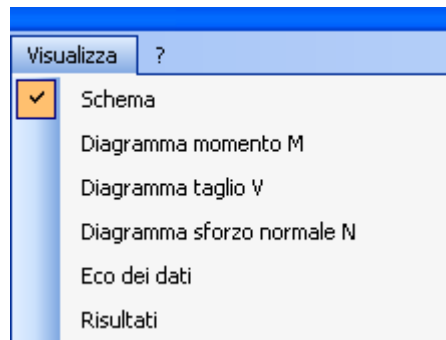 Visualizza ?
Schema
Diagramma momento M
Diagramma taglio V
Diagramma sforzo normale N
Eco dei dati
Risultati